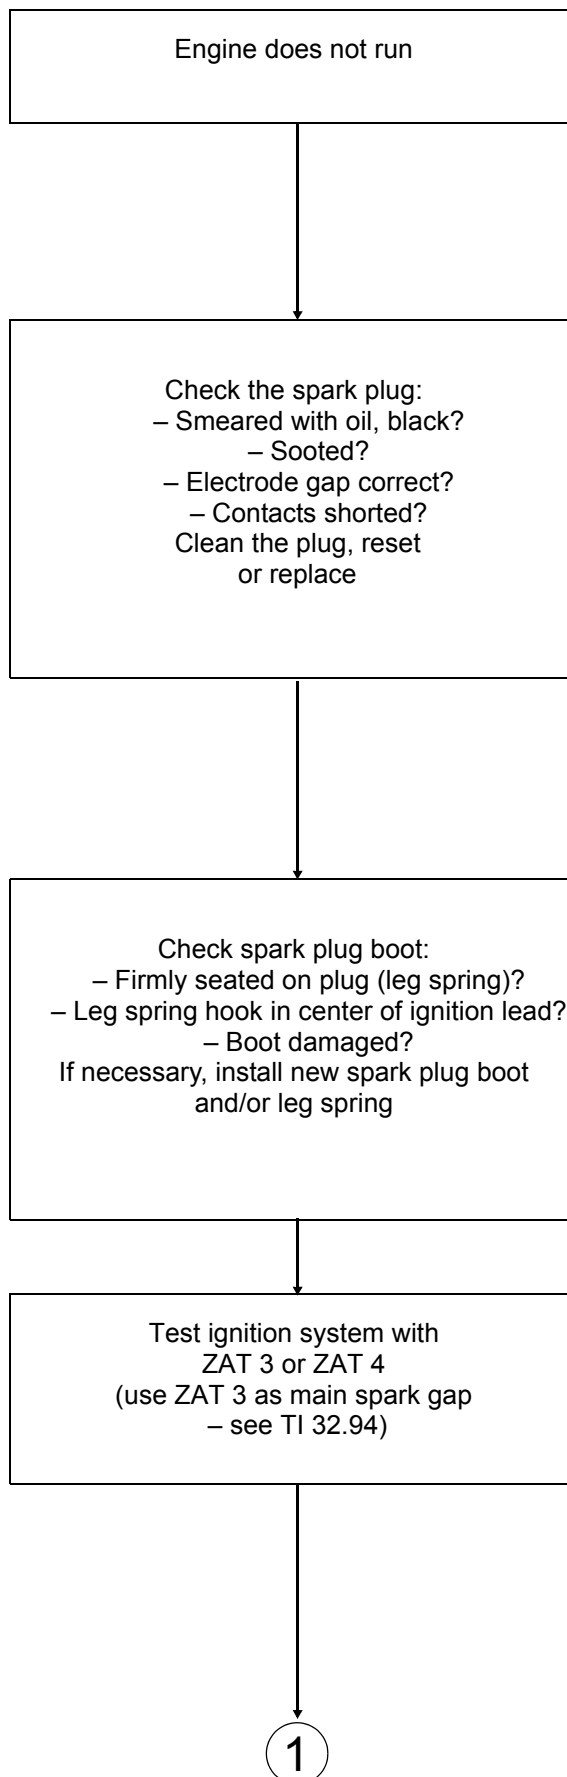 Engine does not run
Check the spark plug:
– Smeared with oil, black?
– Sooted?
– Electrode gap correct?
– Contacts shorted?
Clean the plug, reset
or replace
Check spark plug boot:
– Firmly seated on plug (leg spring)?
– Leg spring hook in center of ignition lead?
– Boot damaged?
If necessary, install new spark plug boot
and/or leg spring
Test ignition system with
ZAT 3 or ZAT 4
(use ZAT 3 as main spark gap
– see TI 32.94)
1